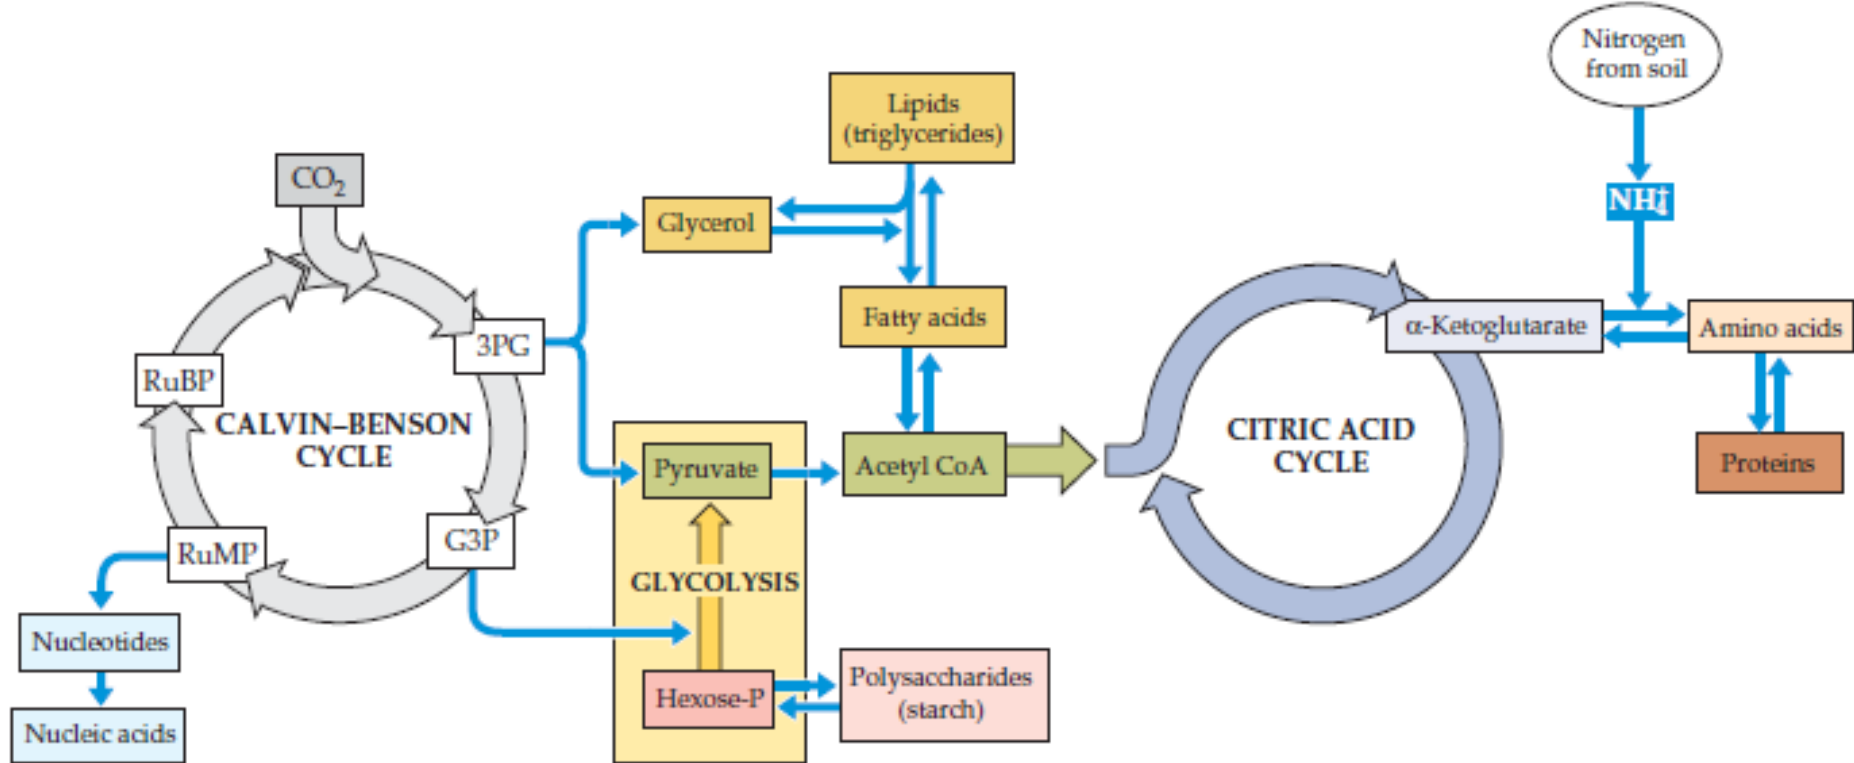 Nitrogen
from soil
Lipids
(triglycerides)
CO₂
NH₄⁺
Glycerol
Fatty acids
α-Ketoglutarate
Amino acids
3PG
RuBP
CALVIN–BENSON
CYCLE
CITRIC ACID
CYCLE
Pyruvate
Acetyl CoA
Proteins
G3P
RuMP
GLYCOLYSIS
Nucleotides
Hexose-P
Polysaccharides
(starch)
Nucleic acids